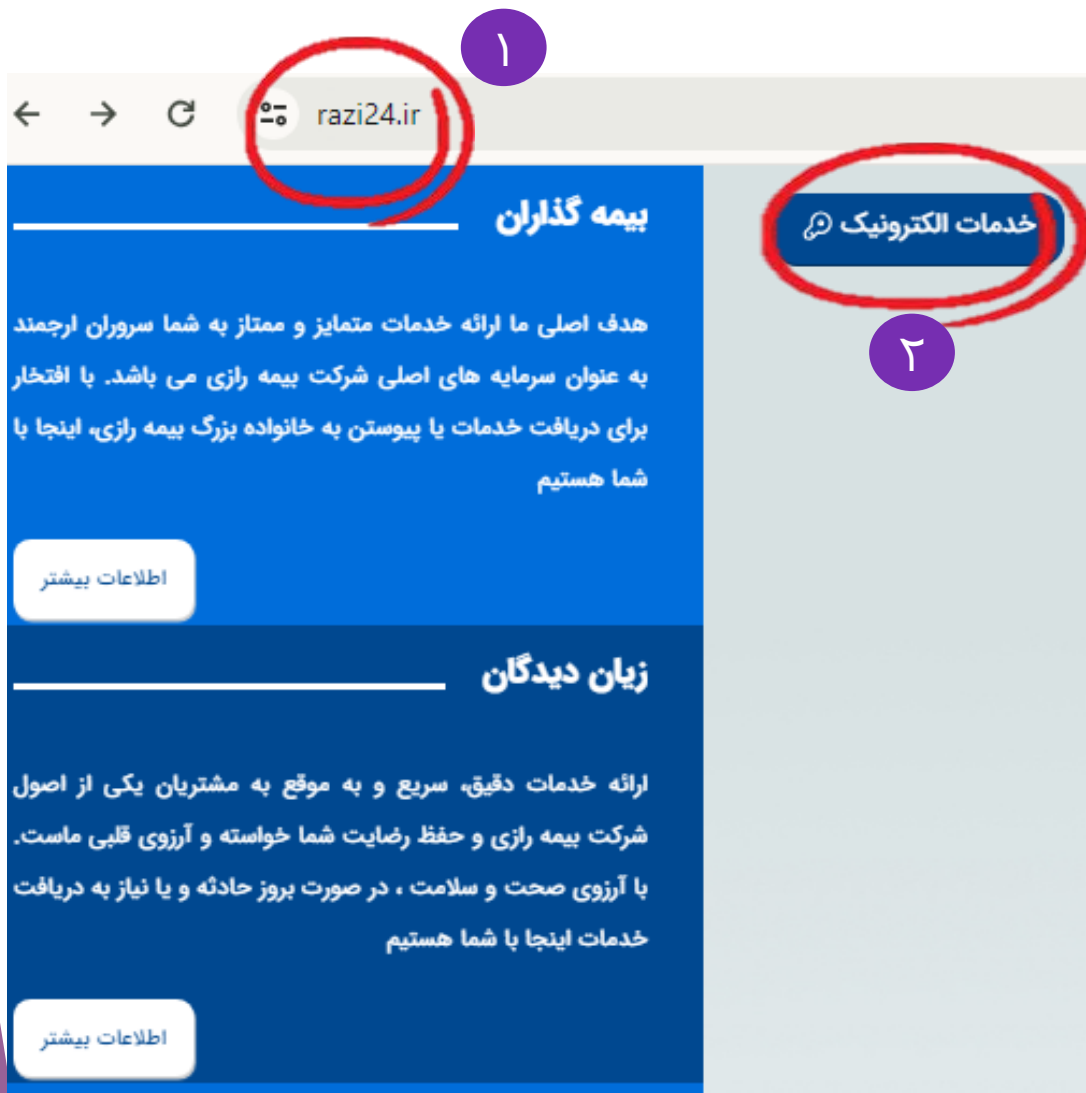 ۱
razi24.ir
خدمات الکترونیک
۲
بیمه گذاران
هدف اصلی ما ارائه خدمات متمایز و ممتاز به شما سروران ارجمند
به عنوان سرمایه های اصلی شرکت بیمه رازی می باشد. با افتخار
برای دریافت خدمات یا پیوستن به خانواده بزرگ بیمه رازی، اینجا با
شما هستیم
اطلاعات بیشتر
زیان دیدگان
ارائه خدمات دقیق، سریع و به موقع به مشتریان یکی از اصول
شرکت بیمه رازی و حفظ رضایت شما خواسته و آرزوی قلبی ماست.
با آرزوی صحت و سلامت ، در صورت بروز حادثه و یا نیاز به دریافت
خدمات اینجا با شما هستیم
اطلاعات بیشتر